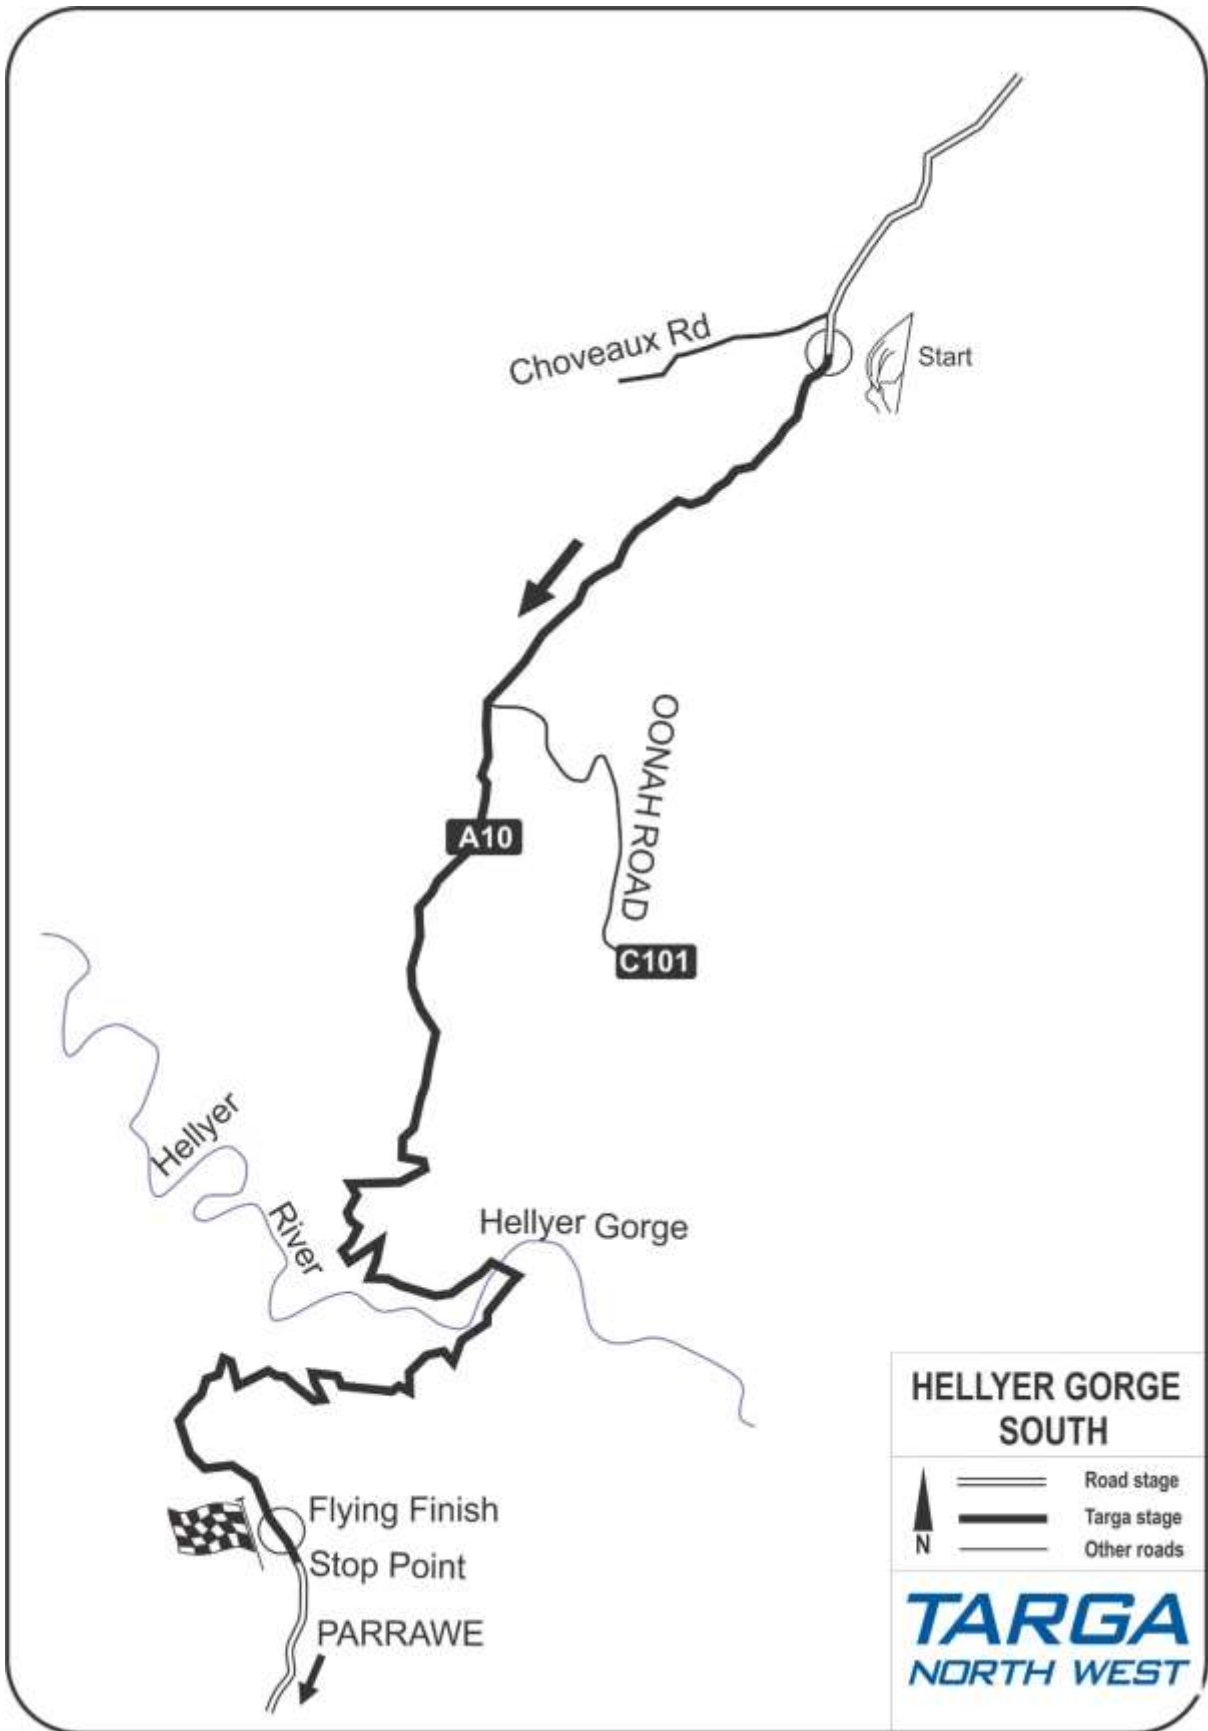 Choveaux Rd
Start
OONAH ROAD
A10
C101
Hellyer
River
Hellyer Gorge
HELLYER GORGE
SOUTH
Road stage
Targa stage
Other roads
N
Flying Finish
Stop Point
PARRAWE
TARGA
NORTH WEST